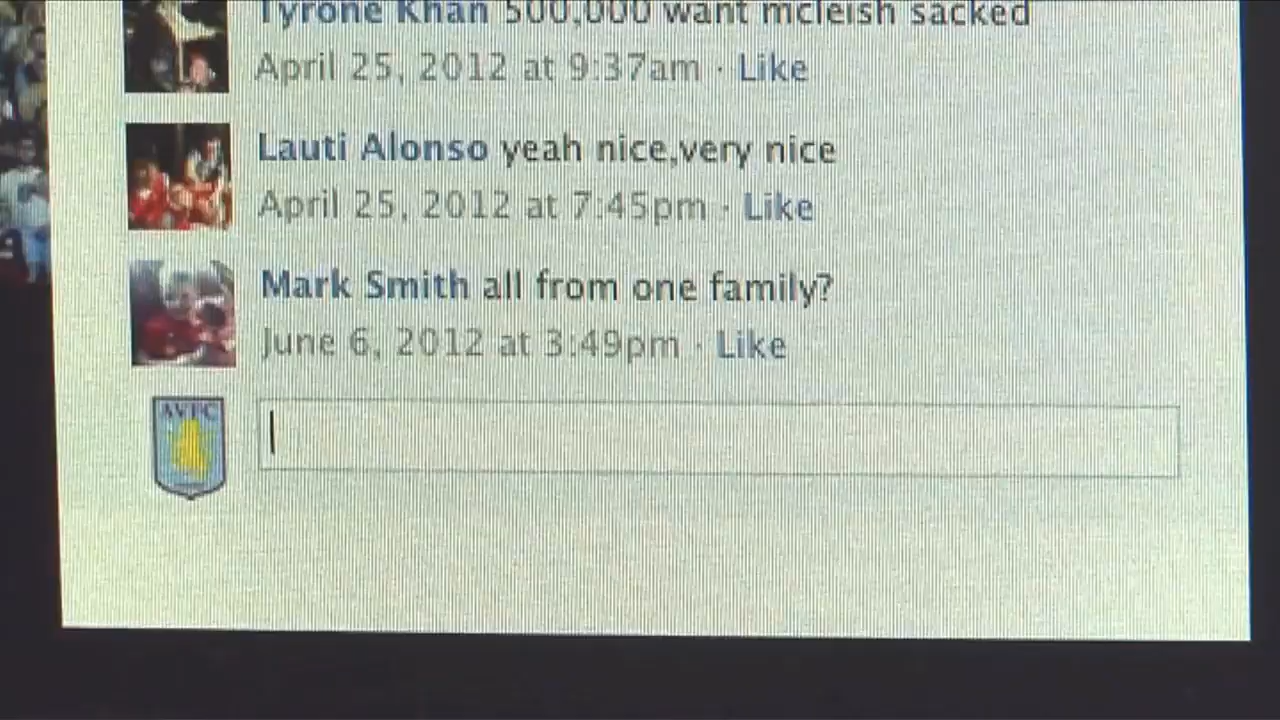 Tyrone Khan 500,000 want mcleish sacked
April 25, 2012 at 9:37am · Like
Lauti Alonso yeah nice,very nice
April 25, 2012 at 7:45pm · Like
Mark Smith all from one family?
June 6, 2012 at 3:49pm · Like
AVFC